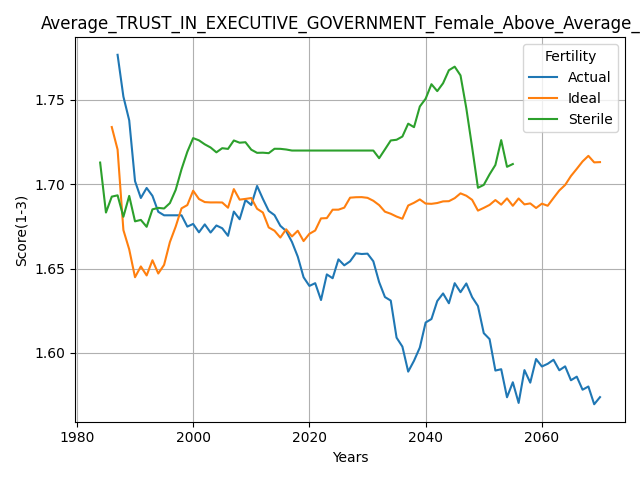 Average_TRUST_IN_EXECUTIVE_GOVERNMENT_Female_Above_Average_
Fertility
Actual
Ideal
Sterile
Score(1-3)
1.75
1.70
1.65
1.60
1980
2000
2020
2040
2060
Years